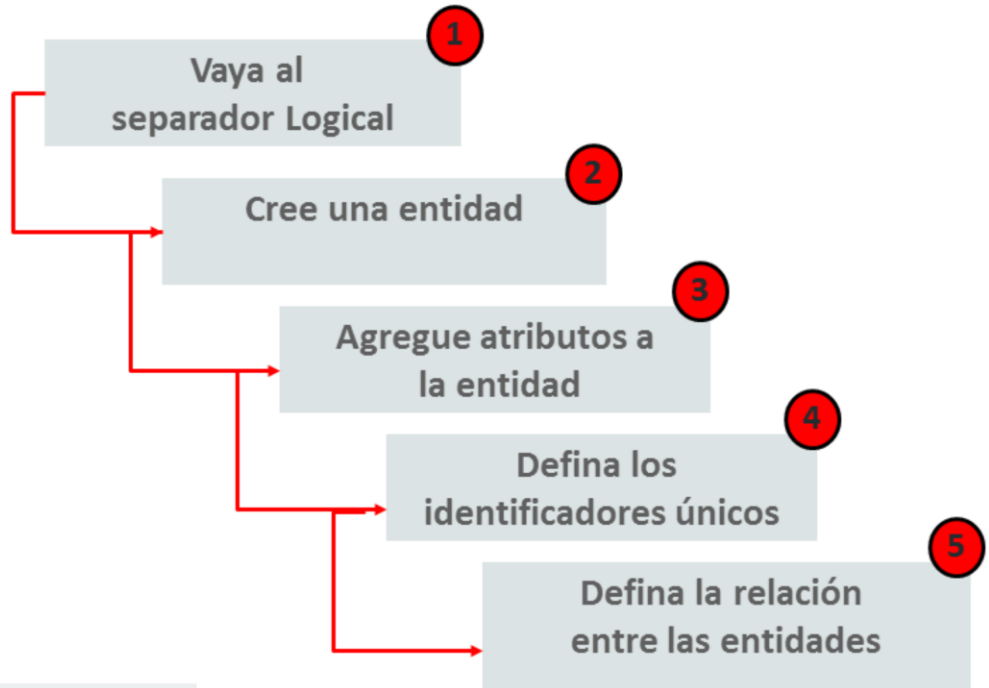 1
Vaya al
separador Logical
2
Cree una entidad
3
Agregue atributos a
la entidad
4
Defina los
identificadores únicos
5
Defina la relación
entre las entidades